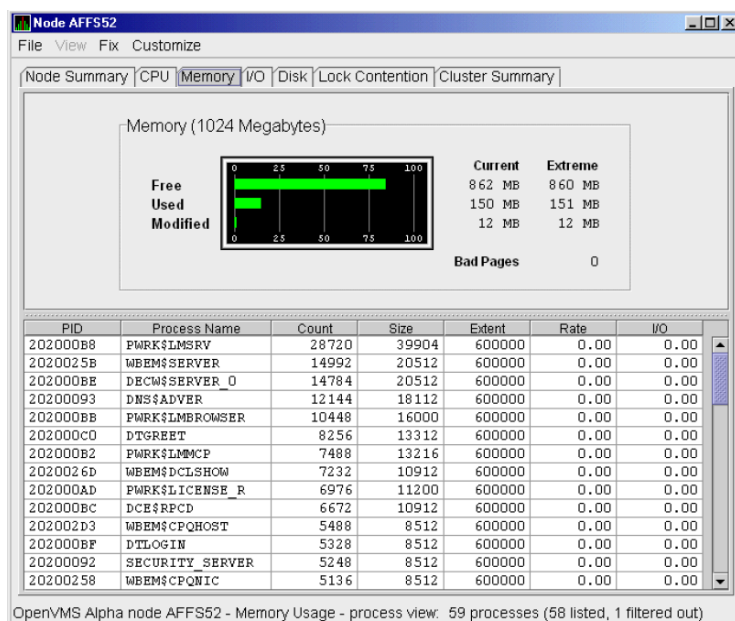 Node AFFS52
File View Fix Customize
Node Summary CPU Memory I/O Disk Lock Contention Cluster Summary
Memory (1024 Megabytes)
Current Extreme
0 25 50 75 100
Free 862 MB 860 MB
Used 150 MB 151 MB
Modified 12 MB 12 MB
0 25 50 75 100
Bad Pages 0
PID Process Name Count Size Extent Rate I/O
202000B8 PWRK$LMSRV 28720 39904 600000 0.00 0.00
2020025B WBEM$SERVER 14992 20512 600000 0.00 0.00
202000BE DECW$SERVER_0 14784 20512 600000 0.00 0.00
20200093 DNS$ADVER 12144 18112 600000 0.00 0.00
202000BB PWRK$LMBROWSER 10448 16000 600000 0.00 0.00
202000C0 DTGREET 8256 13312 600000 0.00 0.00
202000B2 PWRK$LMMCP 7488 13216 600000 0.00 0.00
2020026D WBEM$DCLSHOW 7232 10912 600000 0.00 0.00
202000AD PWRK$LICENSE_R 6976 11200 600000 0.00 0.00
202000BC DCE$RPCD 6672 10912 600000 0.00 0.00
202002D3 WBEM$CPQHOST 5488 8512 600000 0.00 0.00
202000BF DTLOGIN 5328 8512 600000 0.00 0.00
20200092 SECURITY_SERVER 5248 8512 600000 0.00 0.00
20200258 WBEM$CPQNIC 5136 8512 600000 0.00 0.00
OpenVMS Alpha node AFFS52 - Memory Usage - process view: 59 processes (58 listed, 1 filtered out)